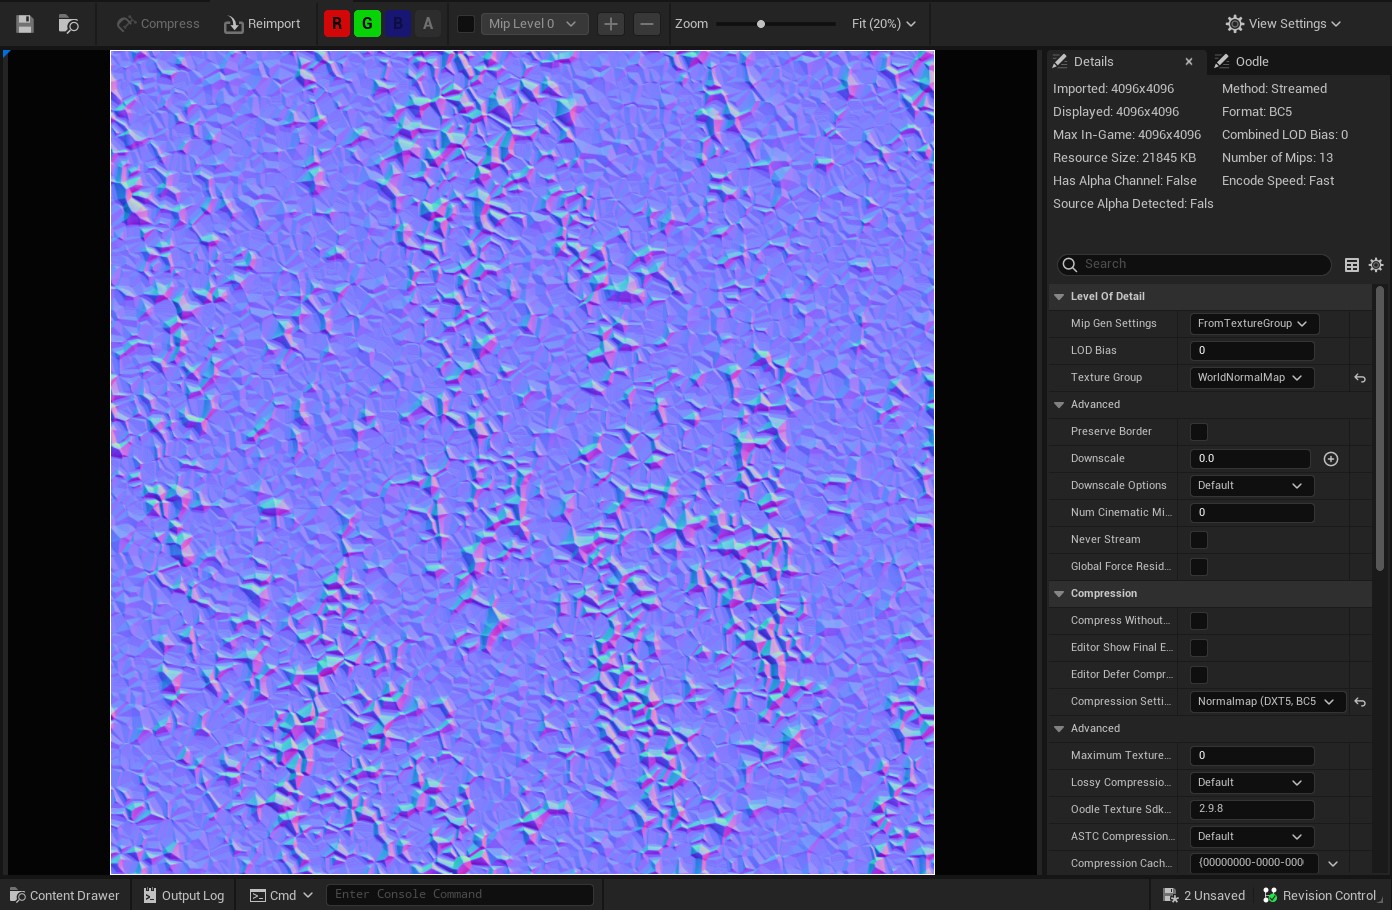 Compress Reimport R G B A Mip Level 0 Zoom Fit (20%) View Settings
Details Oodle
Imported: 4096x4096 Method: Streamed
Displayed: 4096x4096 Format: BC5
Max In-Game: 4096x4096 Combined LOD Bias: 0
Resource Size: 21845 KB Number of Mips: 13
Has Alpha Channel: False Encode Speed: Fast
Source Alpha Detected: Fals
Search
Level Of Detail
Mip Gen Settings FromTextureGroup
LOD Bias 0
Texture Group WorldNormalMap
Advanced
Preserve Border
Downscale 0.0
Downscale Options Default
Num Cinematic Mi...
0
Never Stream
Global Force Resid...
Compression
Compress Without...
Editor Show Final E...
Editor Defer Compr...
Compression Setti... Normalmap (DXT5, BC5
Advanced
Maximum Texture... 0
Lossy Compressio... Default
Oodle Texture Sdk... 2.9.8
ASTC Compression... Default
Compression Cach... {00000000-0000-000
Content Drawer Output Log Cmd Enter Console Command 2 Unsaved Revision Control